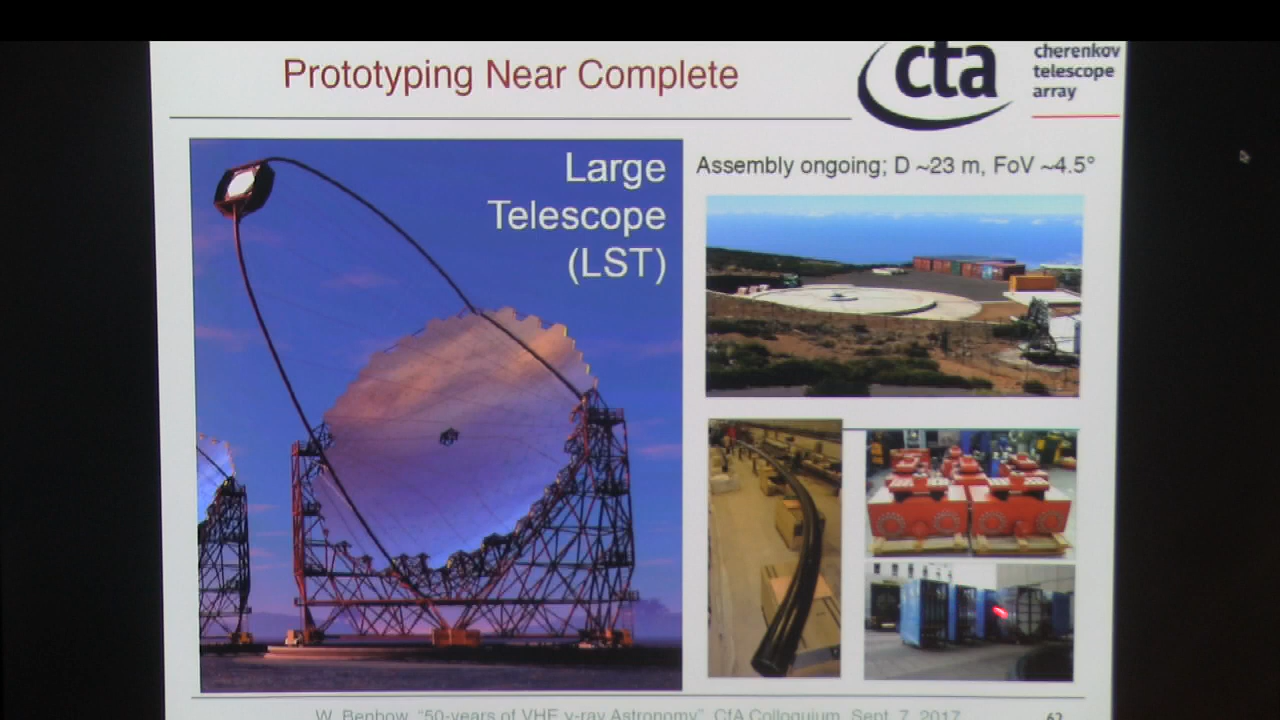 Prototyping Near Complete
cta
cherenkov
telescope
array
Large
Telescope
(LST)
Assembly ongoing; D ~23 m, FoV ~4.5°
W. Benbow, "50-years of VHE γ-ray Astronomy", CfA Colloquium, Sept. 7, 2017
62